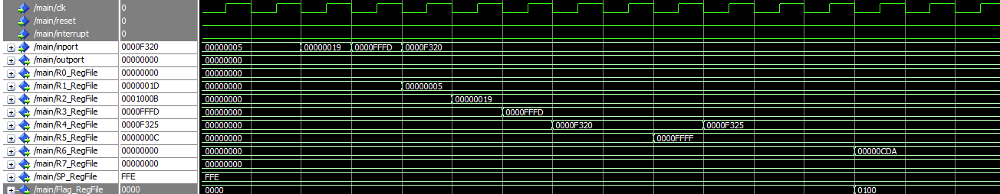 /main/clk 0
/main/reset 0
/main/interrupt 0
/main/inport 0000F320 00000005 00000019 0000FFFD 0000F320
/main/outport 00000000 00000000
/main/R0_RegFile 00000000 00000000
/main/R1_RegFile 0000001D 00000000 00000005
/main/R2_RegFile 0001000B 00000000 00000019
/main/R3_RegFile 0000FFFD 00000000 0000FFFD
/main/R4_RegFile 0000F325 00000000 0000F320 0000F325
/main/R5_RegFile 0000000C 00000000 0000FFFF
/main/R6_RegFile 00000000 00000000 00000CDA
/main/R7_RegFile 00000000 00000000
/main/SP_RegFile FFE FFE
/main/Flag_RegFile 0000 0000 0100